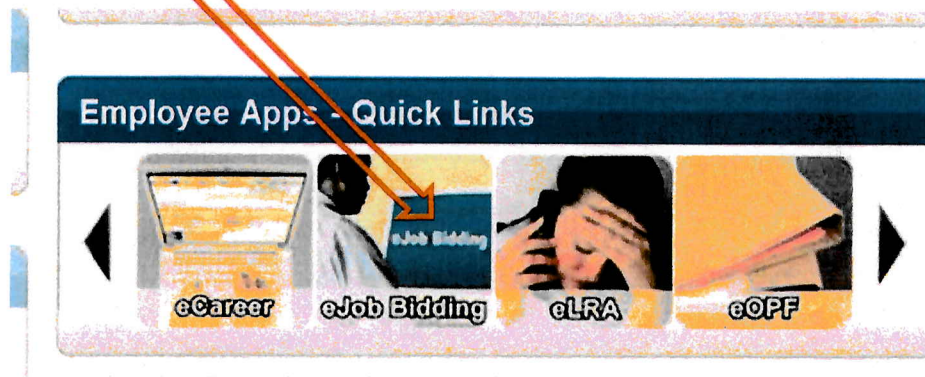 Employee Apps - Quick Links
eJob Bidding
eCareer
eJob Bidding
eLRA
eOPF